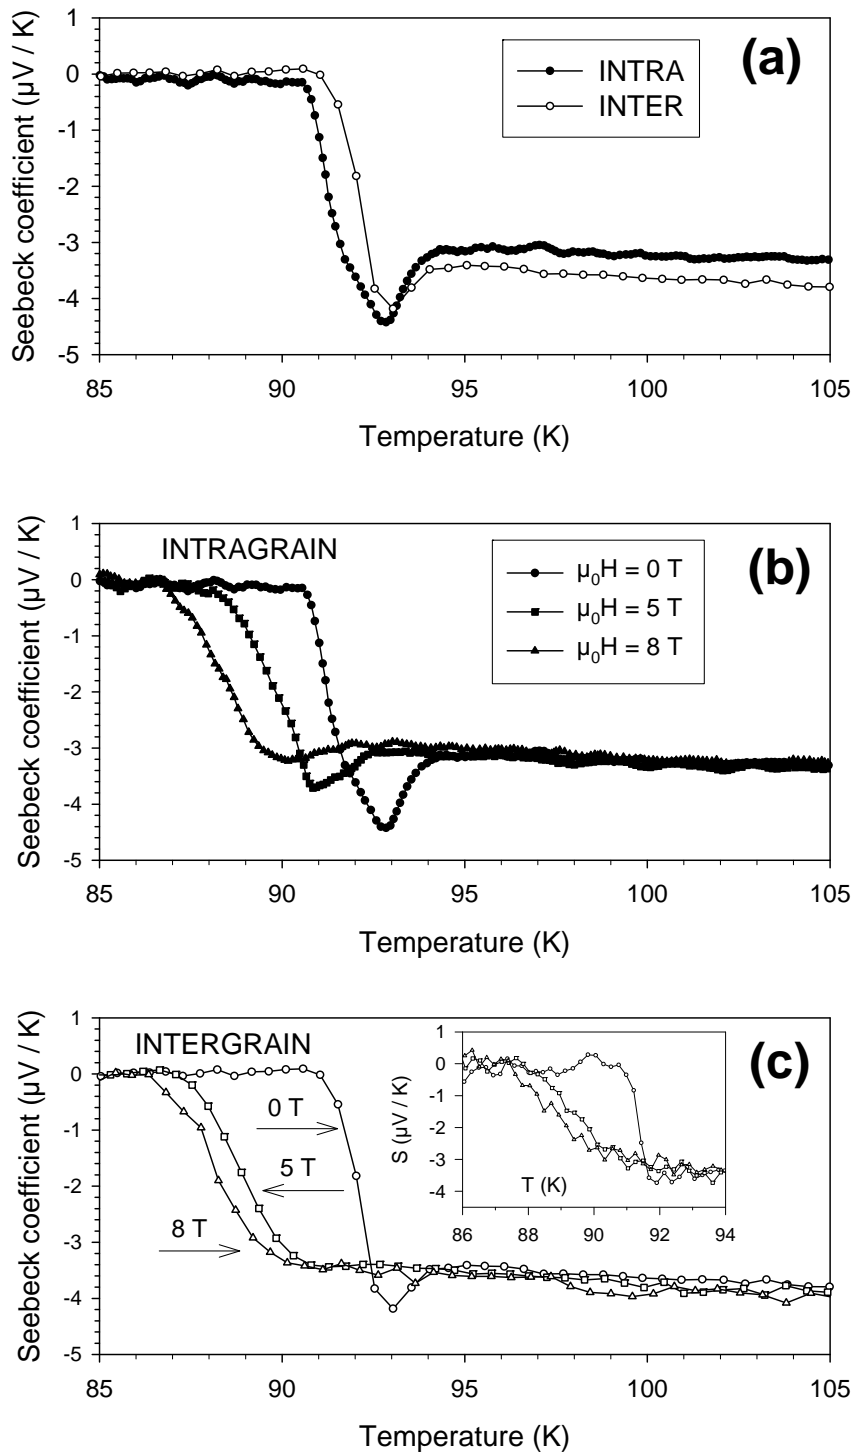 (a)
INTRA
INTER
Seebeck coefficient (µV / K)
1
0
-1
-2
-3
-4
-5
85
90
95
100
105
Temperature (K)
(b)
INTRAGRAIN
µ0H = 0 T
µ0H = 5 T
µ0H = 8 T
Seebeck coefficient (µV / K)
1
0
-1
-2
-3
-4
-5
85
90
95
100
105
Temperature (K)
(c)
INTERGRAIN
0 T
5 T
8 T
Seebeck coefficient (µV / K)
1
0
-1
-2
-3
-4
-5
85
90
95
100
105
Temperature (K)
S (µV / K)
1
0
-1
-2
-3
-4
T (K)
86
88
90
92
94